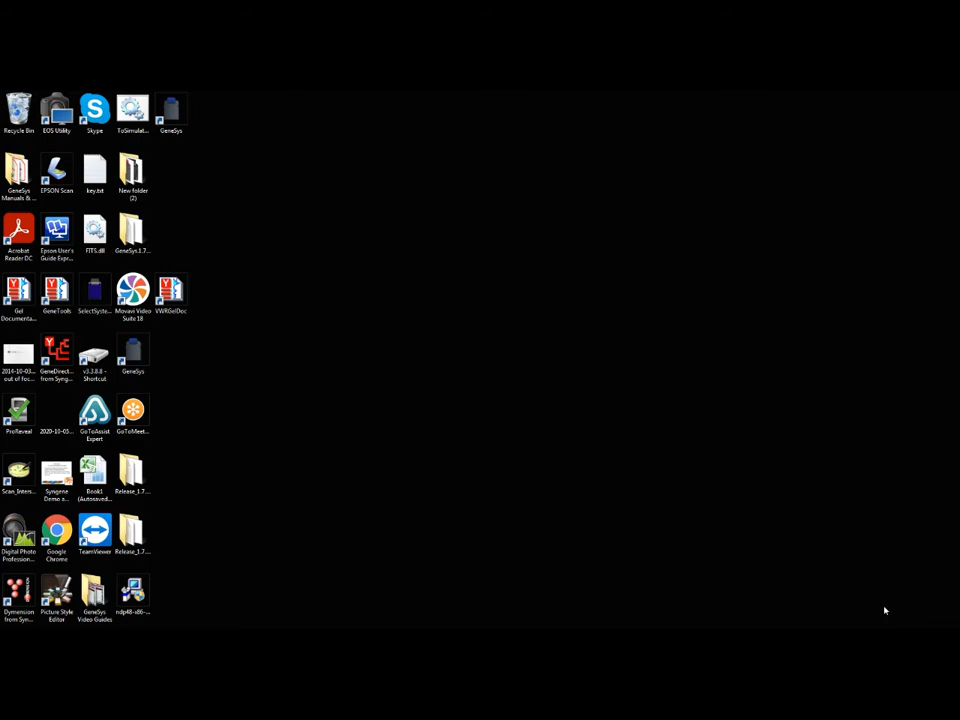 Recycle Bin
EOS Utility
Skype
ToSimulat...
GeneSys
GeneSys
Manuals & ...
EPSON Scan
key.txt
New folder
(2)
Acrobat
Reader DC
Epson User's
Guide Expr...
FITS.dll
GeneSys.1.7...
Gel
Documenta...
GeneTools
SelectSyste...
Movavi Video
Suite 18
VWRGelDoc
2014-10-03...
out of foc...
GeneDirect...
from Syng...
v3.3.8.8 -
Shortcut
GeneSys
ProReveal
2020-10-05...
GoToAssist
Expert
GoToMeet...
Scan_Inters...
Syngene
Demo a...
Book1
(Autosaved...
Release_1.7...
Digital Photo
Profession...
Google
Chrome
TeamViewer
Release_1.7...
Dymension
from Syn...
Picture Style
Editor
GeneSys
Video Guides
ndp48-x86-...